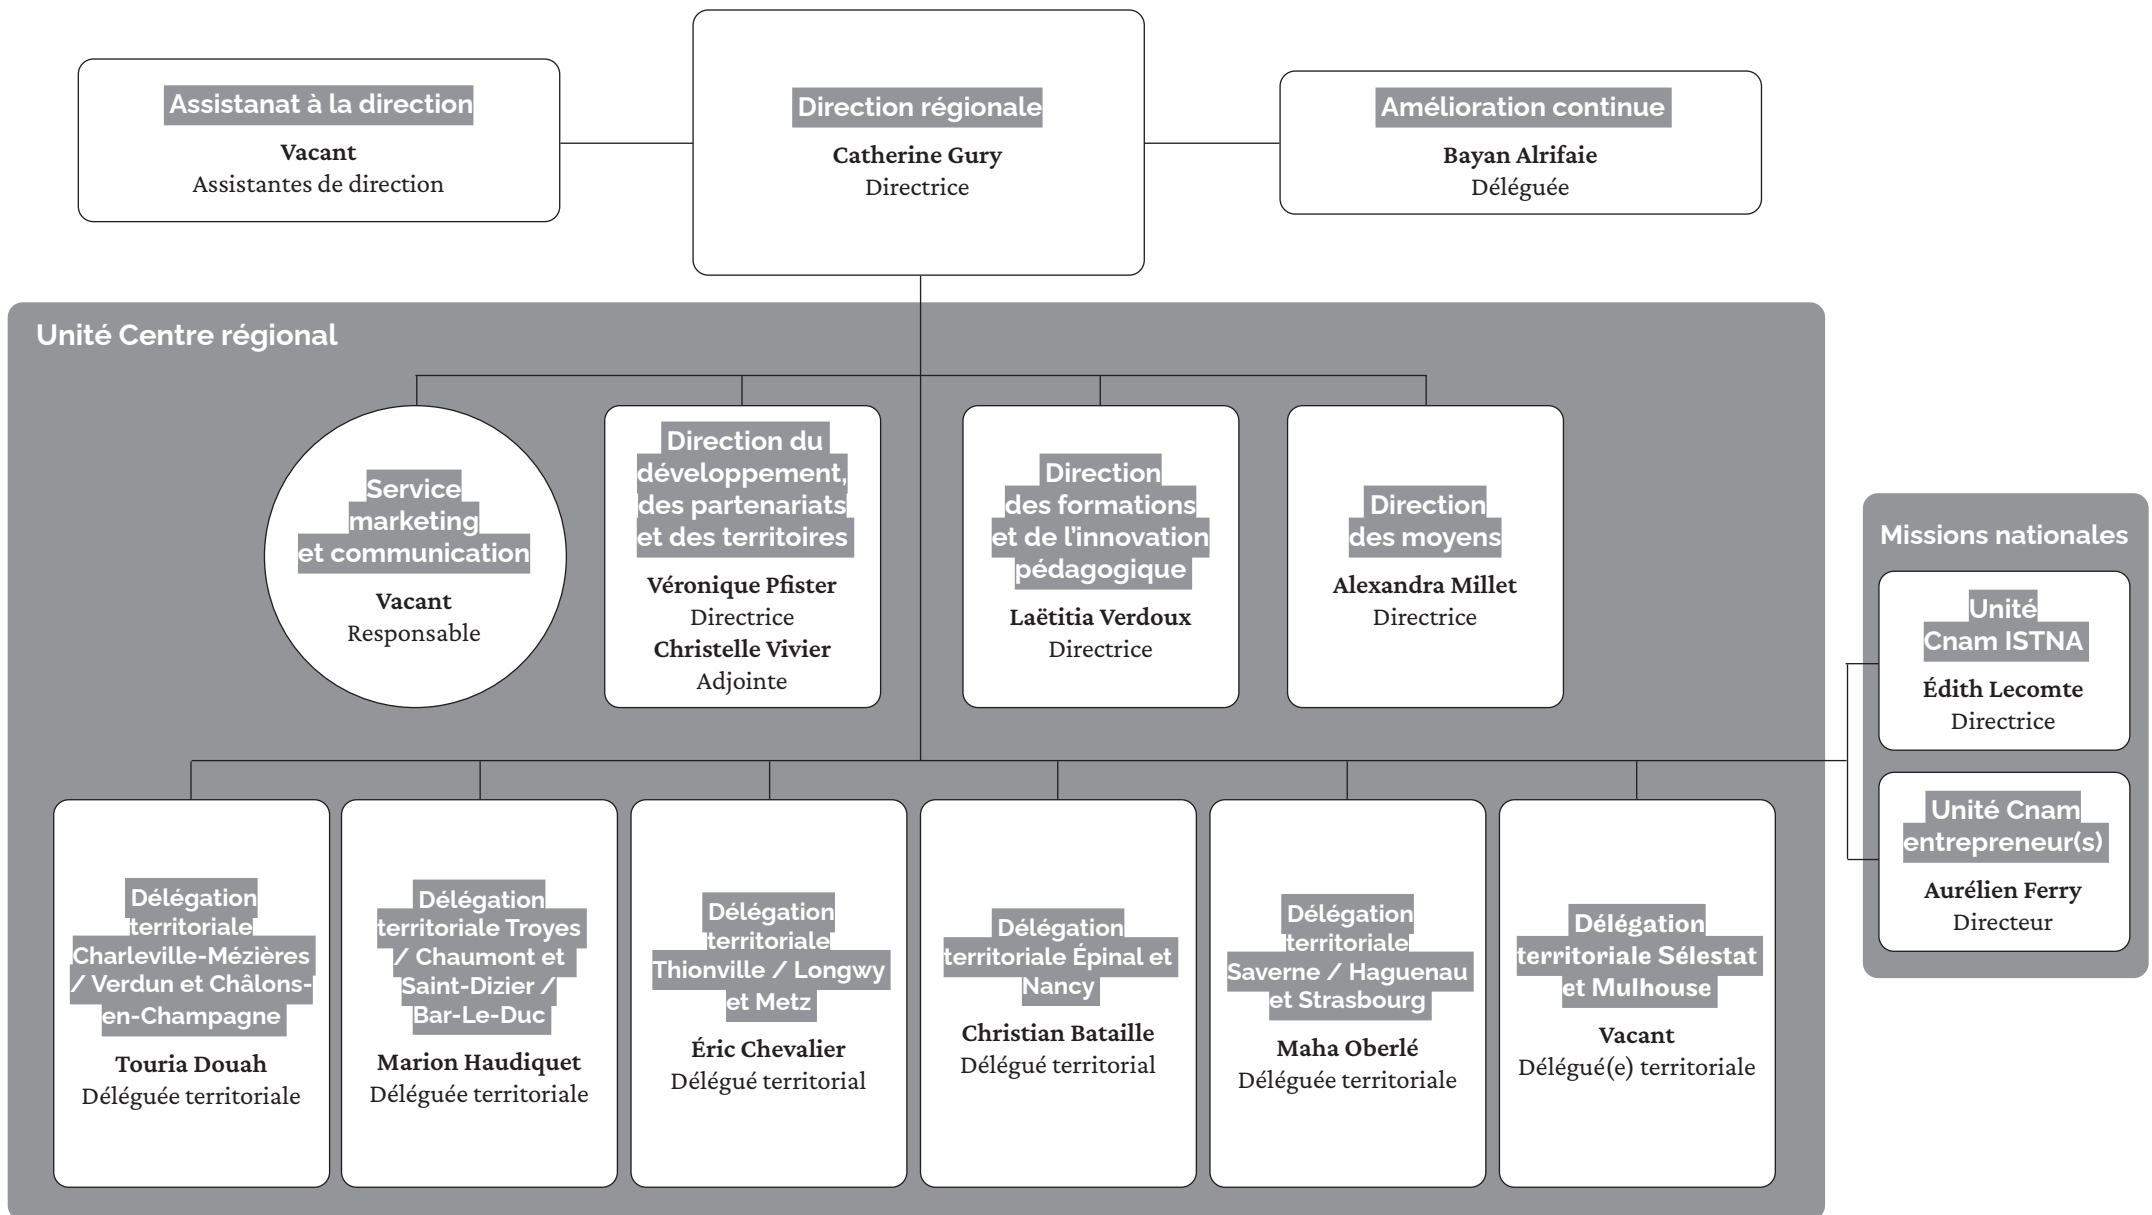 Assistanat à la direction
Vacant
Assistantes de direction
Direction régionale
Catherine Gury
Directrice
Amélioration continue
Bayan Alrifaie
Déléguée
Unité Centre régional
Service
marketing
et communication
Vacant
Responsable
Direction du
développement,
des partenariats
et des territoires
Véronique Pfister
Directrice
Christelle Vivier
Adjointe
Direction
des formations
et de l'innovation
pédagogique
Laëtitia Verdoux
Directrice
Direction
des moyens
Alexandra Millet
Directrice
Missions nationales
Unité
Cnam ISTNA
Édith Lecomte
Directrice
Unité Cnam
entrepreneur(s)
Aurélien Ferry
Directeur
Délégation
territoriale
Charleville-Mézières
/ Verdun et Châlons-
en-Champagne
Touria Douah
Déléguée territoriale
Délégation
territoriale Troyes
/ Chaumont et
Saint-Dizier /
Bar-Le-Duc
Marion Haudiquet
Déléguée territoriale
Délégation
territoriale
Thionville / Longwy
et Metz
Éric Chevalier
Délégué territorial
Délégation
territoriale Épinal et
Nancy
Christian Bataille
Délégué territorial
Délégation
territoriale
Saverne / Haguenau
et Strasbourg
Maha Oberlé
Déléguée territoriale
Délégation
territoriale Sélestat
et Mulhouse
Vacant
Délégué(e) territoriale